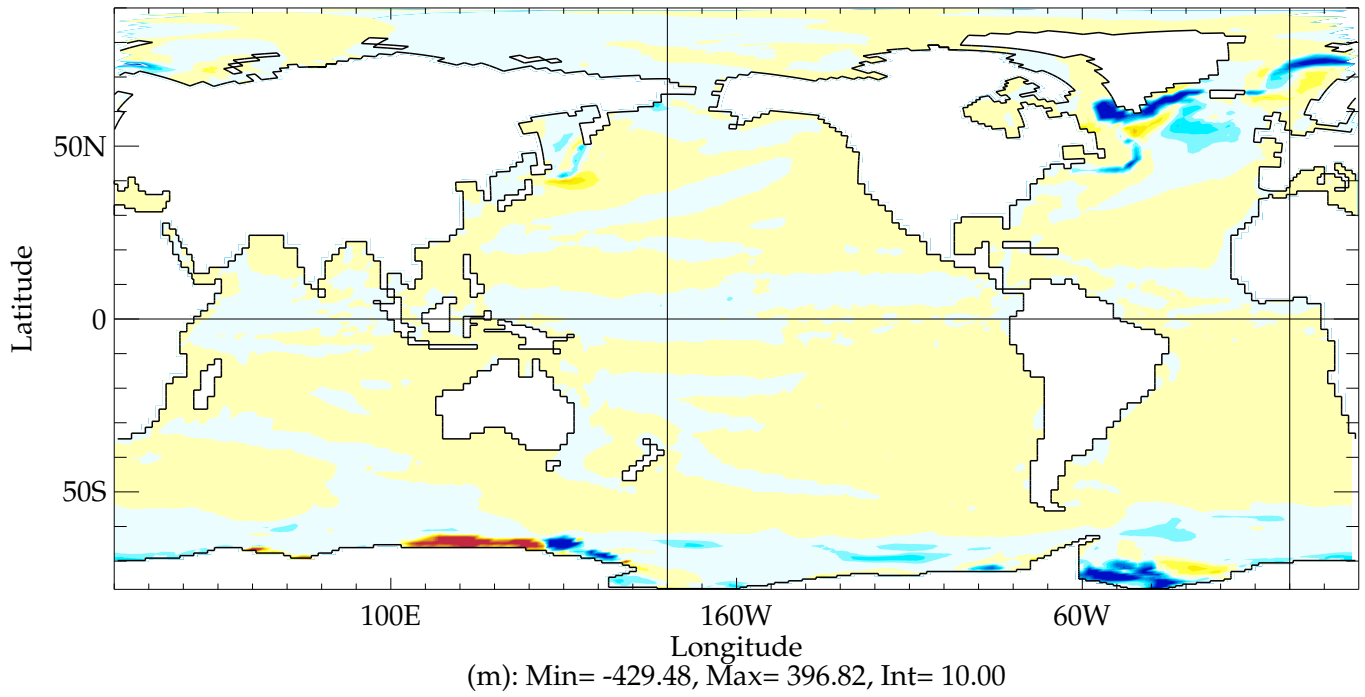 Latitude
50N
0
50S
100E 160W 60W
Longitude
(m): Min= -429.48, Max= 396.82, Int= 10.00